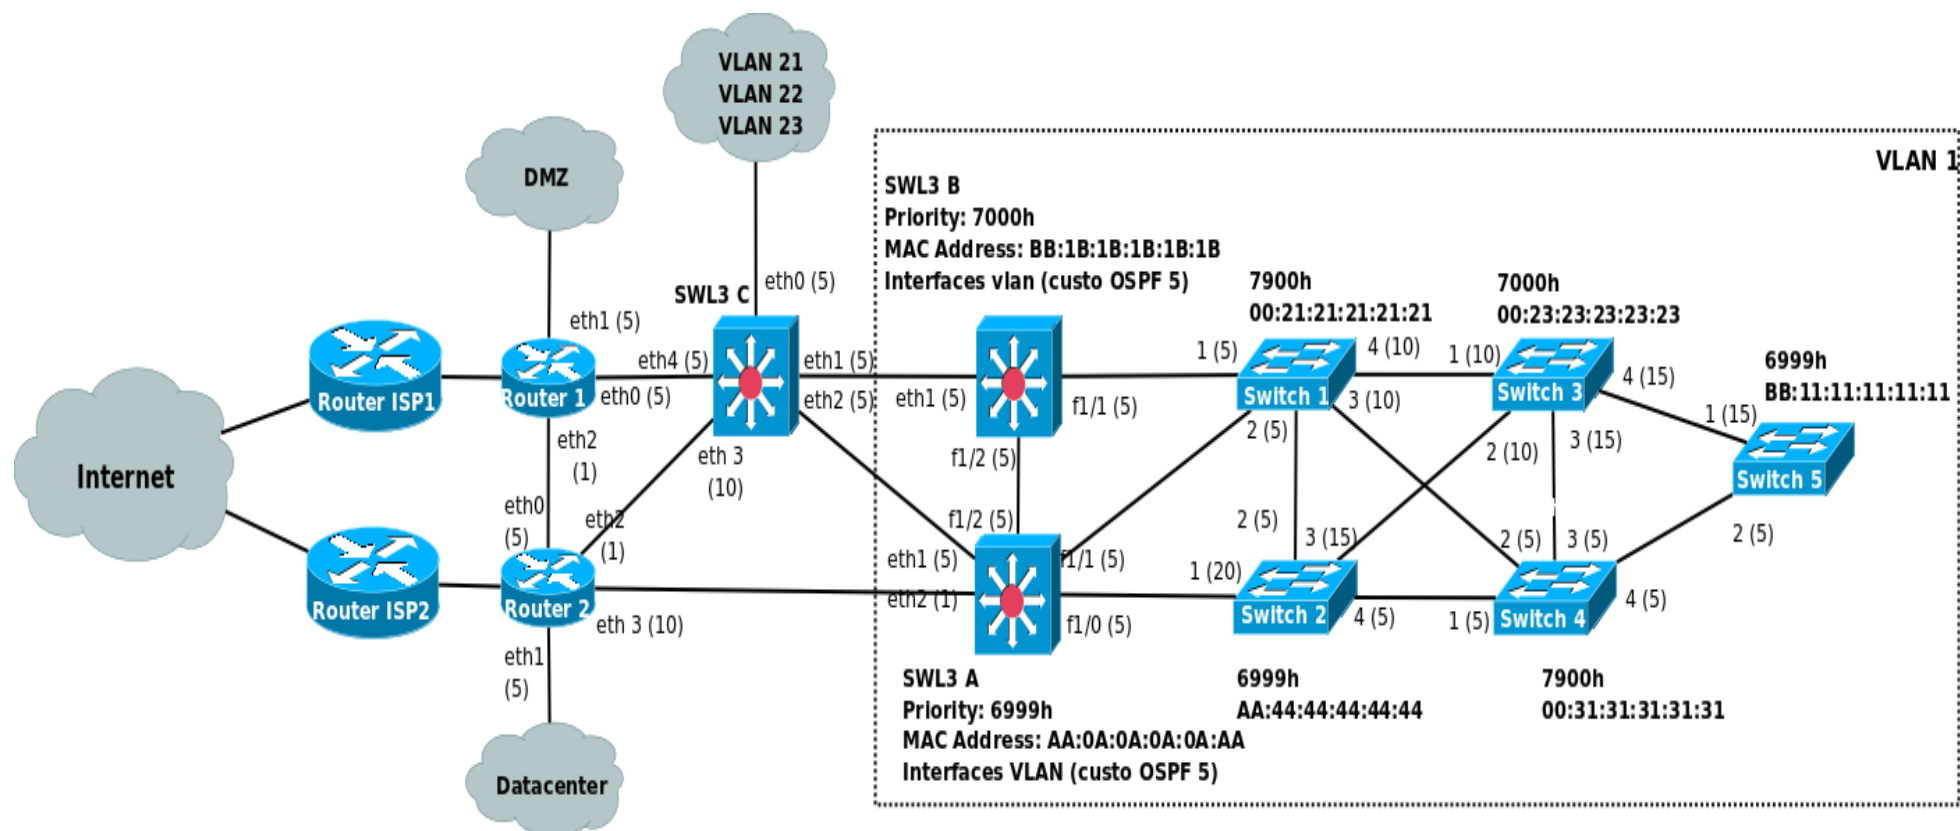 VLAN 21
VLAN 22
VLAN 23
DMZ
VLAN 1
SWL3 B
Priority: 7000h
MAC Address: BB:1B:1B:1B:1B:1B
Interfaces vlan (custo OSPF 5)
eth0 (5)
SWL3 C
7900h
00:21:21:21:21:21
7000h
00:23:23:23:23:23
eth1 (5)
eth4 (5)
eth1 (5)
1 (5)
4 (10)
1 (10)
6999h
BB:11:11:11:11:11
4 (15)
Router ISP1
Router 1
eth0 (5)
eth2 (5)
eth1 (5)
f1/1 (5)
Switch 1
3 (10)
Switch 3
1 (15)
2 (5)
2 (10)
3 (15)
eth2
(1)
eth 3
(10)
f1/2 (5)
Internet
Switch 5
eth0
(5)
eth2
(1)
f1/2 (5)
2 (5)
3 (15)
2 (5)
3 (5)
2 (5)
eth1 (5)
f1/1 (5)
1 (20)
eth2 (1)
Router ISP2
Router 2
eth 3 (10)
f1/0 (5)
Switch 2
4 (5)
1 (5)
Switch 4
4 (5)
eth1
(5)
SWL3 A
Priority: 6999h
MAC Address: AA:0A:0A:0A:0A:AA
Interfaces VLAN (custo OSPF 5)
6999h
AA:44:44:44:44:44
7900h
00:31:31:31:31:31
Datacenter